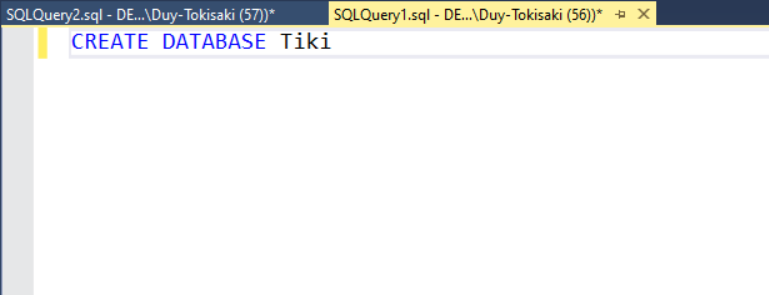 SQLQuery2.sql - DE...\Duy-Tokisaki (57))* SQLQuery1.sql - DE...\Duy-Tokisaki (56))*
CREATE DATABASE Tiki